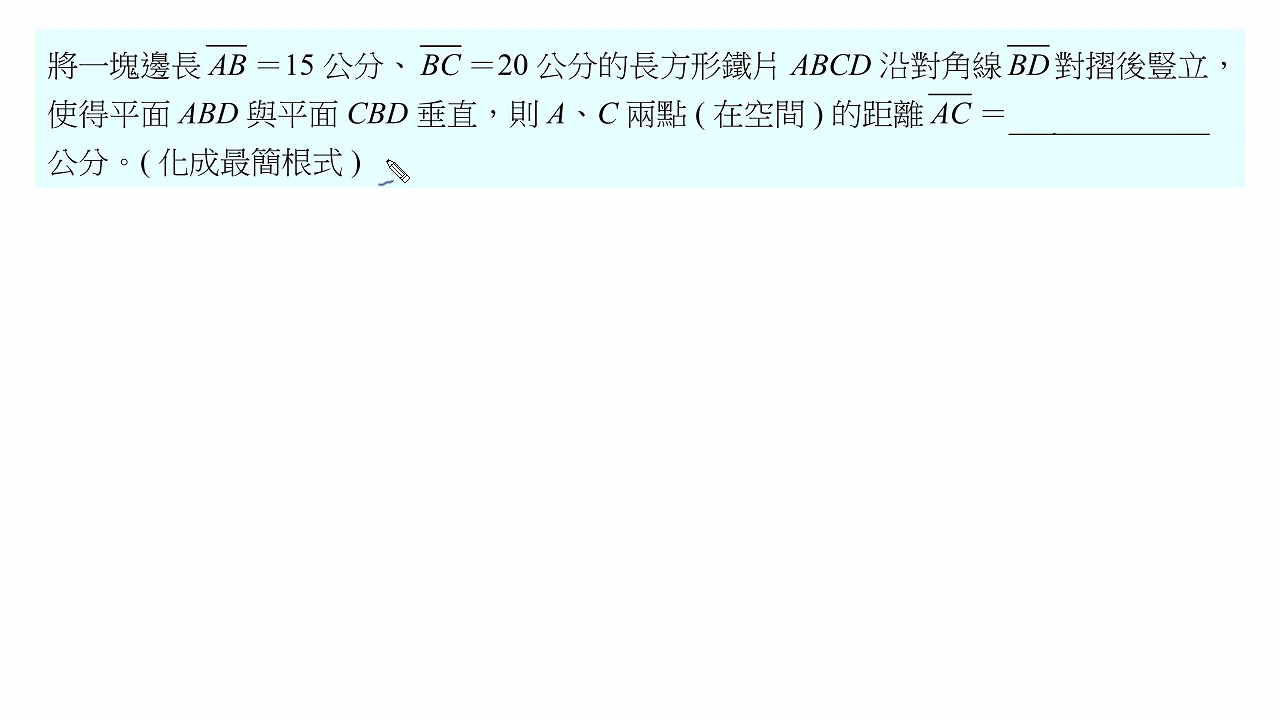 將一塊邊長 AB＝15 公分、BC＝20 公分的長方形鐵片 ABCD 沿對角線 BD 對摺後豎立，
使得平面 ABD 與平面 CBD 垂直，則 A、C 兩點 ( 在空間 ) 的距離 AC＝____________
公分。( 化成最簡根式 )